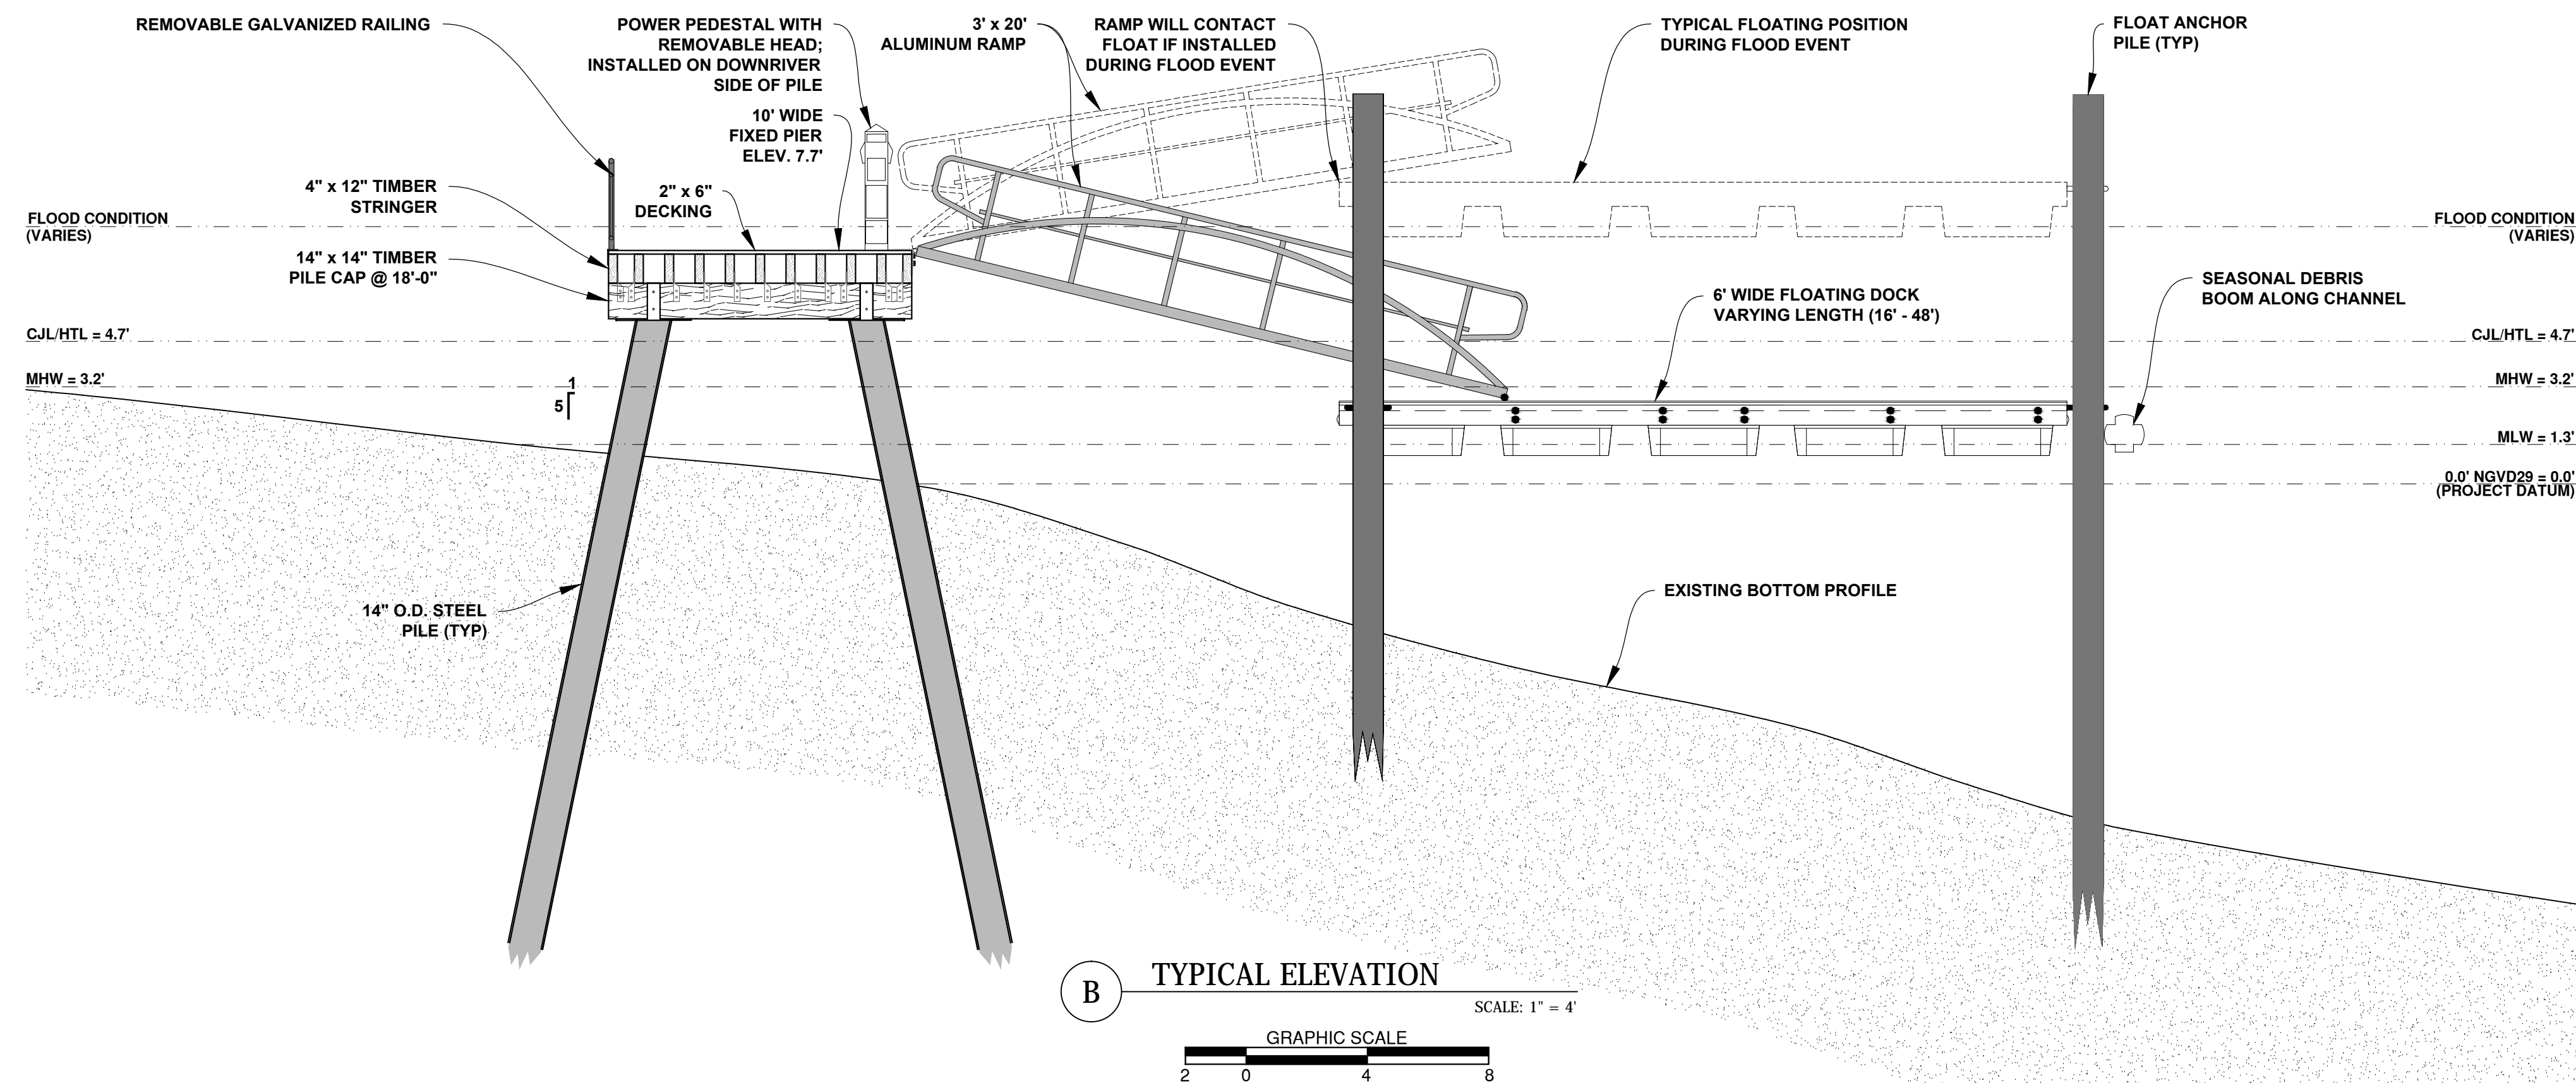 REMOVABLE GALVANIZED RAILING
POWER PEDESTAL WITH
REMOVABLE HEAD;
INSTALLED ON DOWNRIVER
SIDE OF PILE
3' x 20'
ALUMINUM RAMP
RAMP WILL CONTACT
FLOAT IF INSTALLED
DURING FLOOD EVENT
TYPICAL FLOATING POSITION
DURING FLOOD EVENT
FLOAT ANCHOR
PILE (TYP)
10' WIDE
FIXED PIER
ELEV. 7.7'
4" x 12" TIMBER
STRINGER
2" x 6"
DECKING
FLOOD CONDITION
(VARIES)
FLOOD CONDITION
(VARIES)
14" x 14" TIMBER
PILE CAP @ 18'-0"
SEASONAL DEBRIS
BOOM ALONG CHANNEL
6' WIDE FLOATING DOCK
VARYING LENGTH (16' - 48')
CJL/HTL = 4.7'
CJL/HTL = 4.7'
MHW = 3.2'
MHW = 3.2'
1
5
MLW = 1.3'
0.0' NGVD29 = 0.0'
(PROJECT DATUM)
14" O.D. STEEL
PILE (TYP)
EXISTING BOTTOM PROFILE
B
TYPICAL ELEVATION
SCALE: 1" = 4'
GRAPHIC SCALE
2 0 4 8